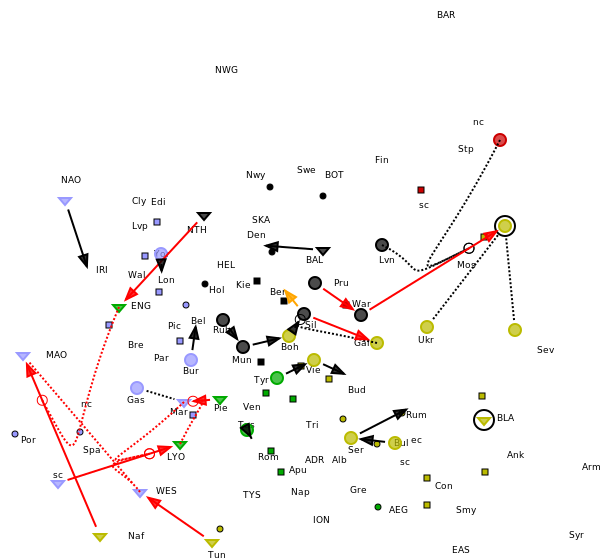 BAR
NWG
nc
Stp
Fin
Swe
BOT
Nwy
NAO
sc
Cly Edi
SKA
Lvp
NTH
Den
BAL
Lvn
Mos
HEL
IRI
Wal
Lon
Kie
Pru
Hol
Ber
War
ENG
Bel
Sil
Pic
Ruh
Ukr
Bre
Boh
Gal
Sev
MAO
Par
Mun
Bur
Vie
Tyr
Bud
Gas
nc
Mar
Pie
Ven
Rum
BLA
Tus
Tri
Por
Bul
ec
Spa
LYO
Ser
Rom
ADR
Alb
sc
Ank
Apu
Arm
sc
WES
TYS
Nap
Gre
Con
AEG
Smy
ION
Naf
Syr
Tun
EAS